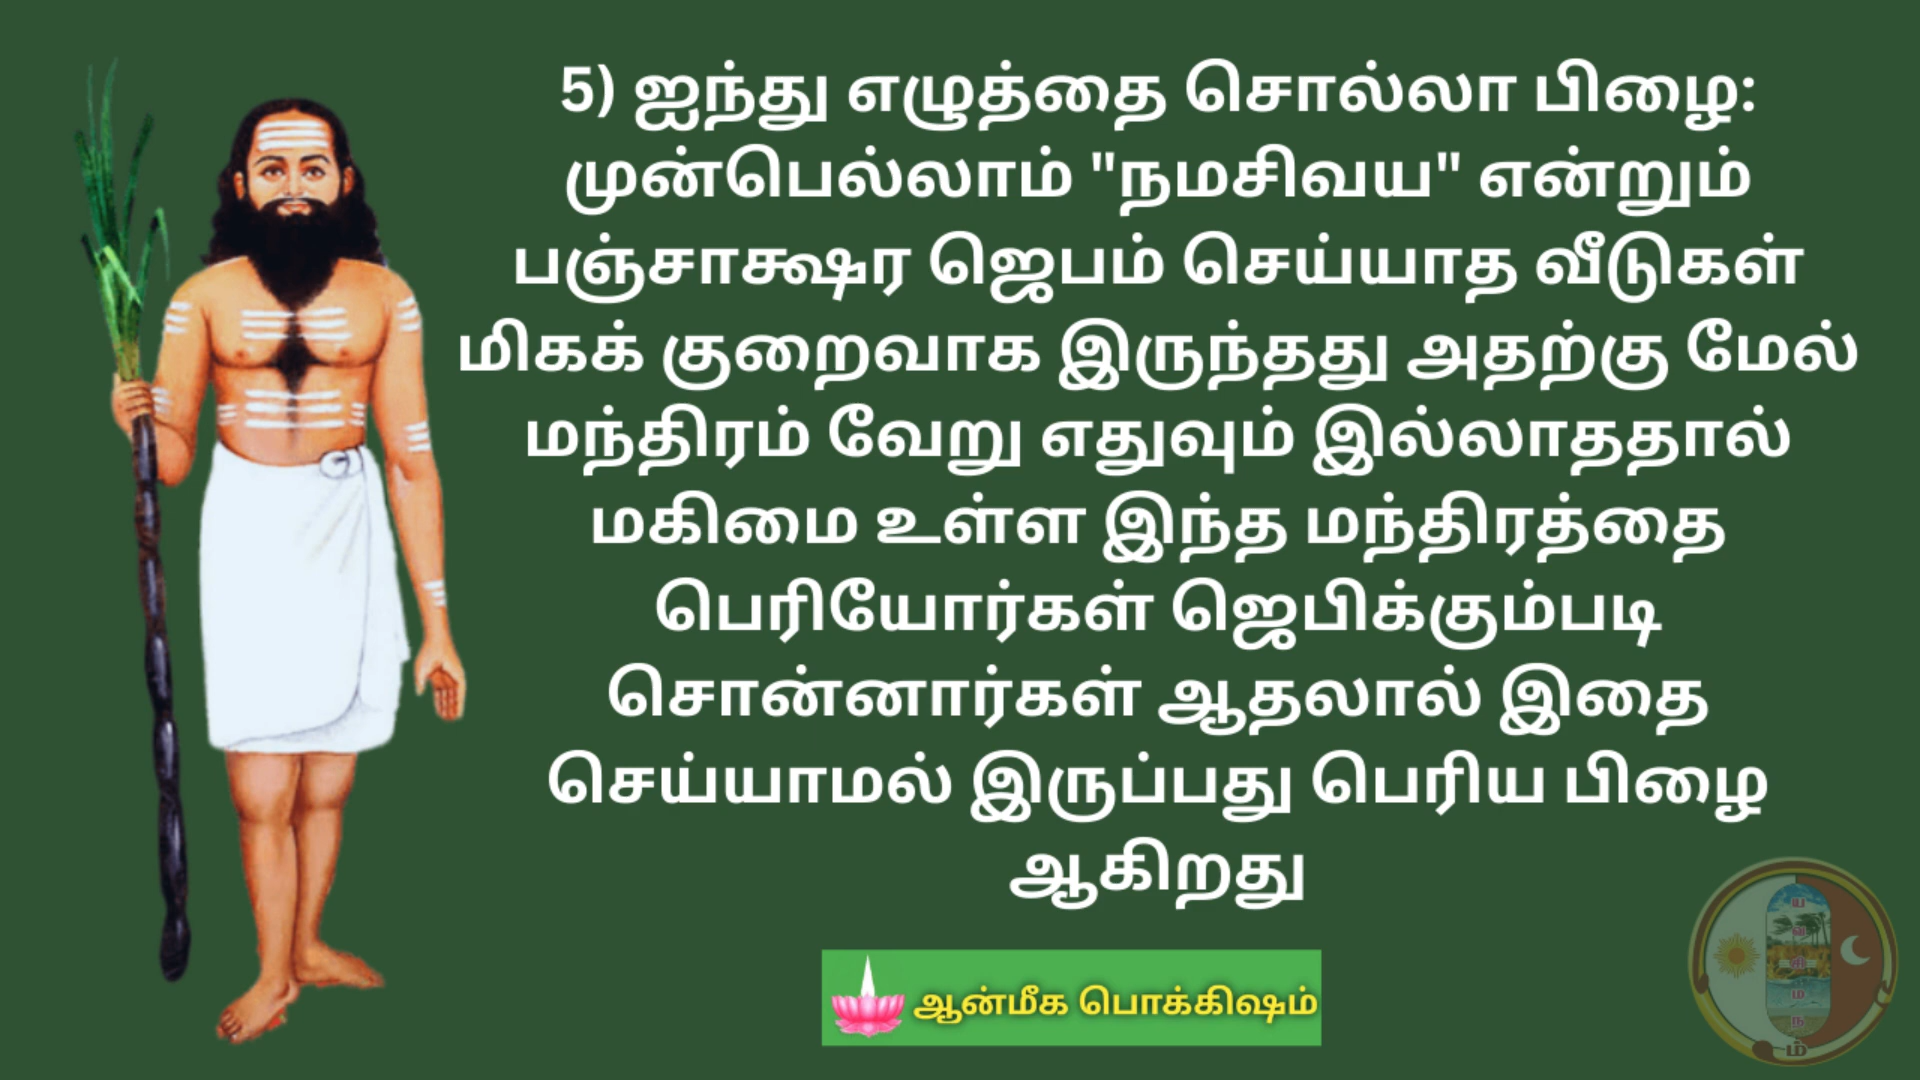 5) ஐந்து எழுத்தை சொல்லா பிழை:
முன்பெல்லாம் "நமசிவய" என்றும்
பஞ்சாக்ஷர ஜெபம் செய்யாத வீடுகள்
மிகக் குறைவாக இருந்தது அதற்கு மேல்
மந்திரம் வேறு எதுவும் இல்லாததால்
மகிமை உள்ள இந்த மந்திரத்தை
பெரியோர்கள் ஜெபிக்கும்படி
சொன்னார்கள் ஆதலால் இதை
செய்யாமல் இருப்பது பெரிய பிழை
ஆகிறது
ஆன்மீக பொக்கிஷம்
ய
வ
சி
ம
ந
ம்